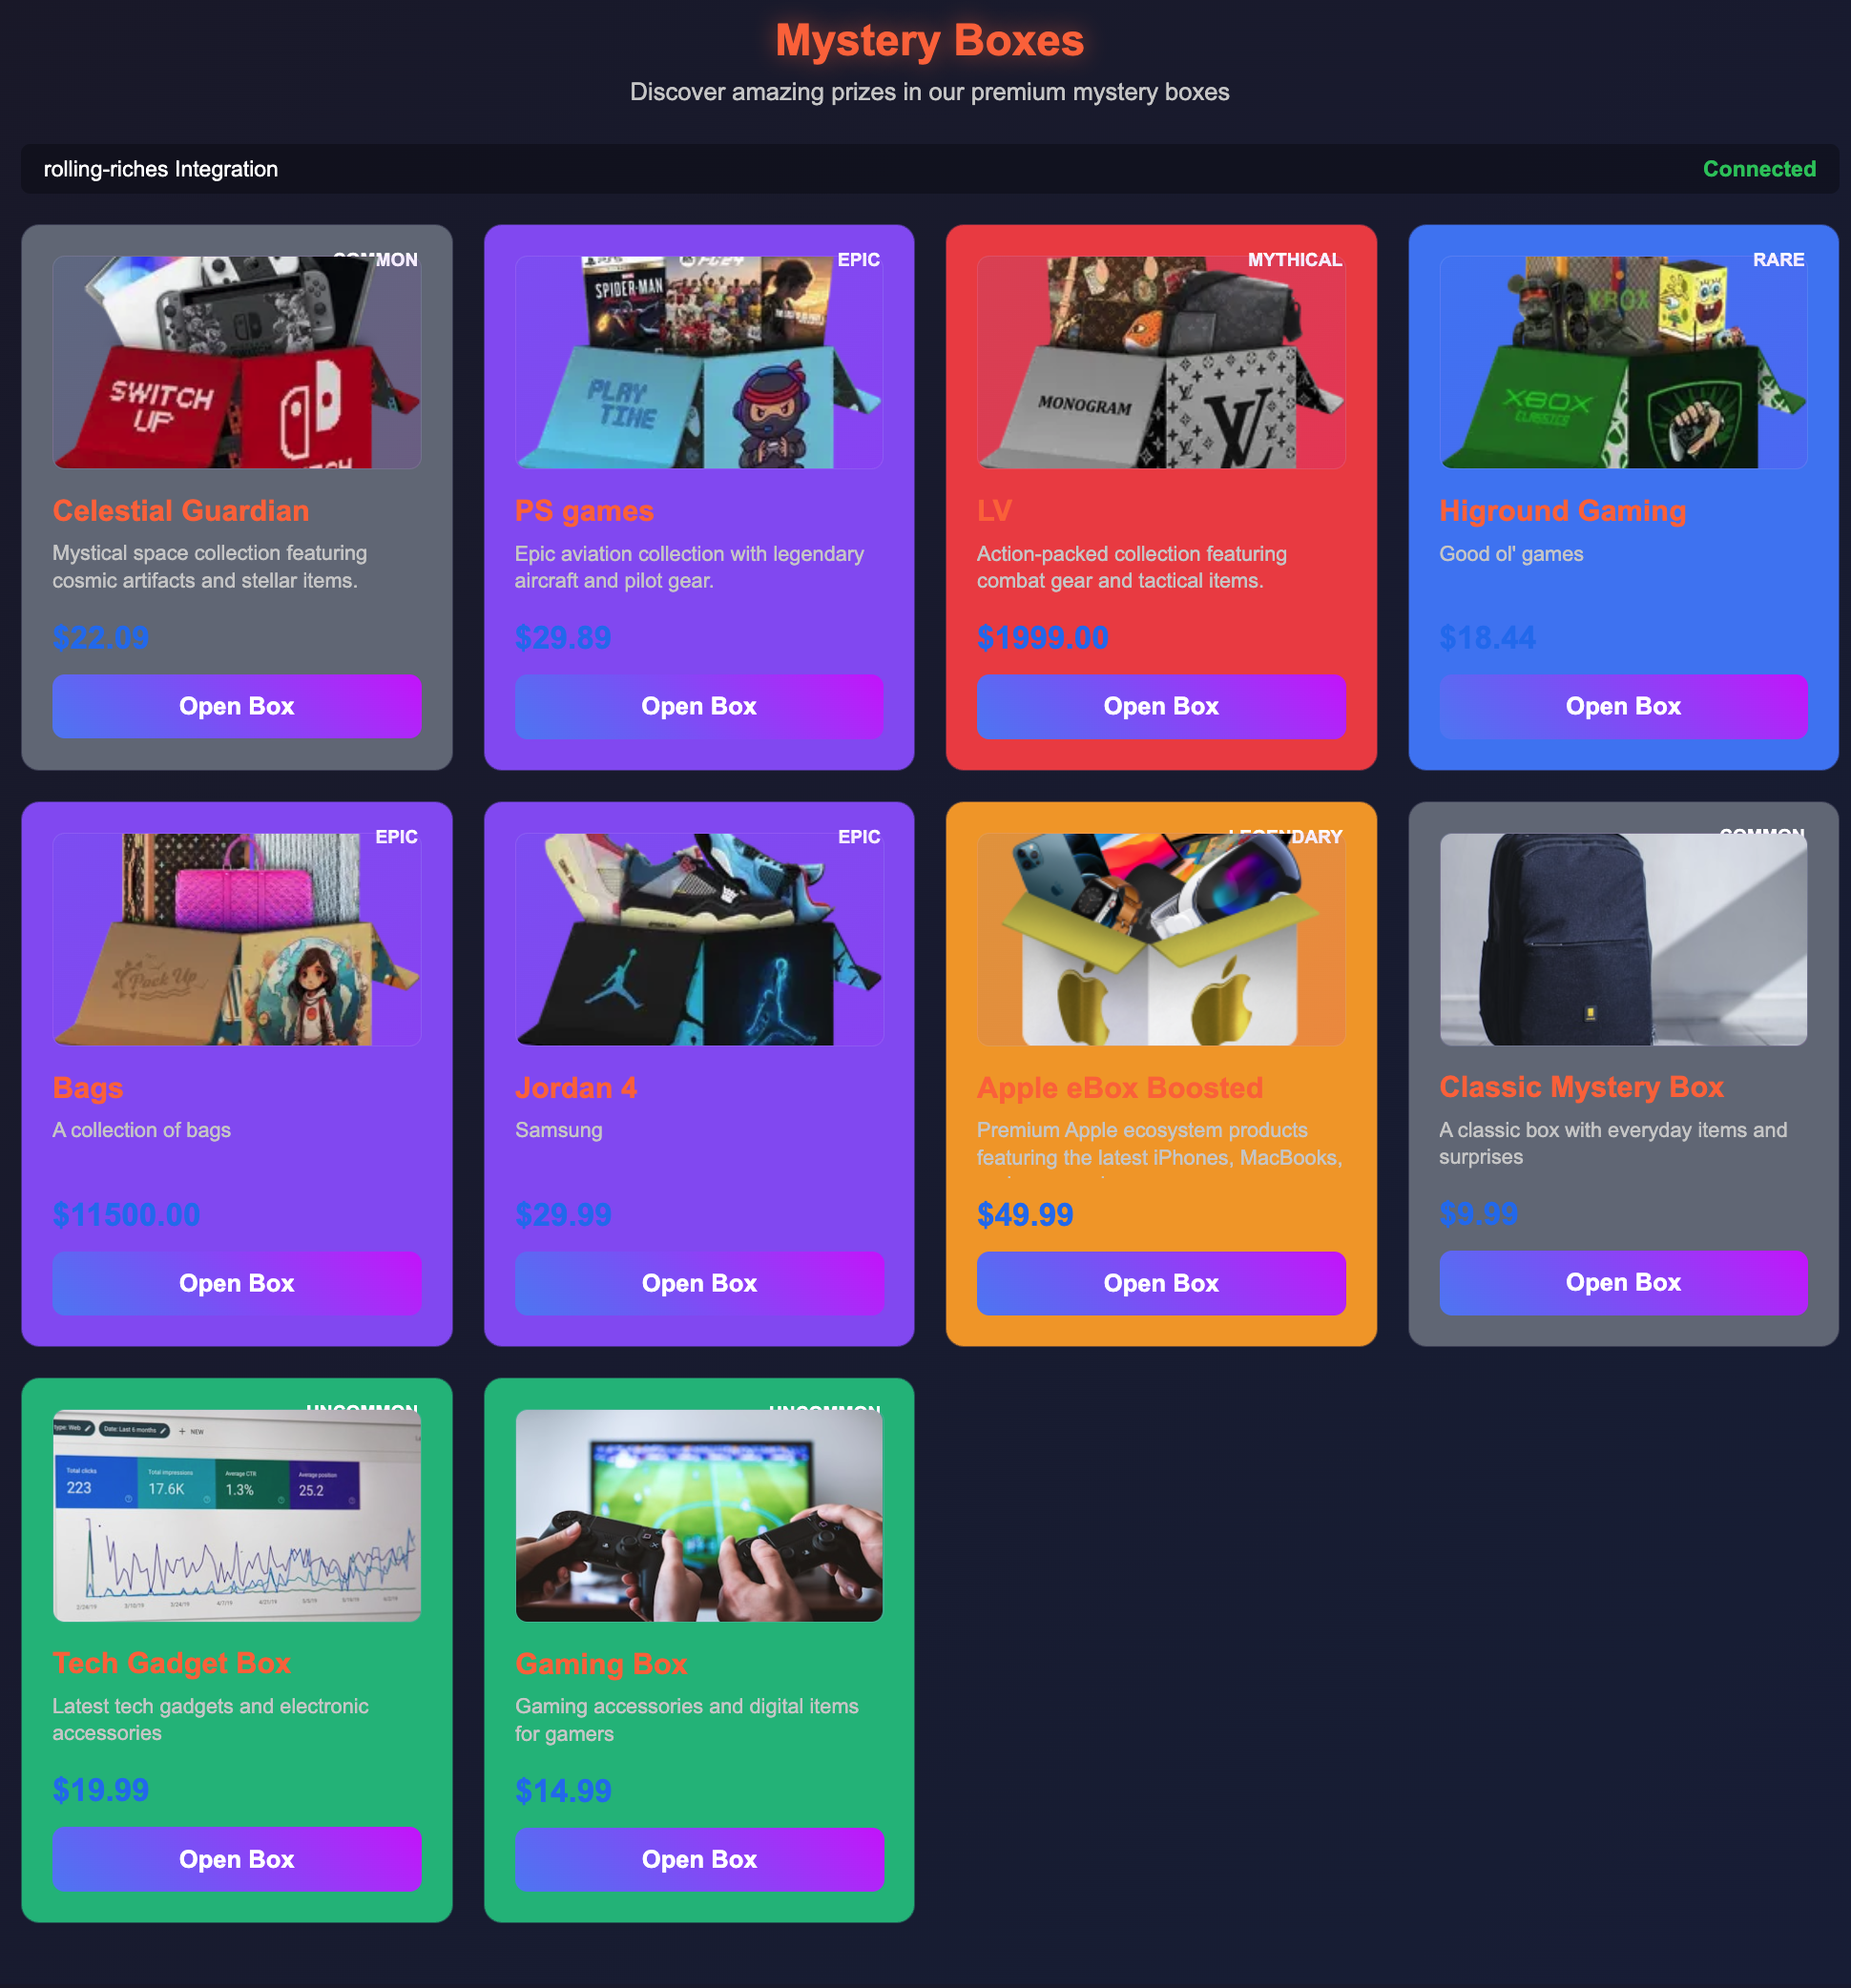 Mystery Boxes
Discover amazing prizes in our premium mystery boxes
rolling-riches Integration
Connected
COMMON
SWITCH
UP
Celestial Guardian
Mystical space collection featuring
cosmic artifacts and stellar items.
$22.09
Open Box
EPIC
SPIDER-MAN
FC24
PLAY
TIME
PS games
Epic aviation collection with legendary
aircraft and pilot gear.
$29.89
Open Box
MYTHICAL
MONOGRAM
LV
LV
Action-packed collection featuring
combat gear and tactical items.
$1999.00
Open Box
RARE
XBOX
XBOX
CLASSICS
Higround Gaming
Good ol' games
$18.44
Open Box
EPIC
Pack Up
Bags
A collection of bags
$11500.00
Open Box
EPIC
Jordan 4
Samsung
$29.99
Open Box
LEGENDARY
Apple eBox Boosted
Premium Apple ecosystem products
featuring the latest iPhones, MacBooks,
$49.99
Open Box
COMMON
Classic Mystery Box
A classic box with everyday items and
surprises
$9.99
Open Box
UNCOMMON
type: Web
Date: Last 6 months
+ NEW
Total clicks
223
Total impressions
17.6K
Average CTR
1.3%
Average position
25.2
Tech Gadget Box
Latest tech gadgets and electronic
accessories
$19.99
Open Box
UNCOMMON
Gaming Box
Gaming accessories and digital items
for gamers
$14.99
Open Box